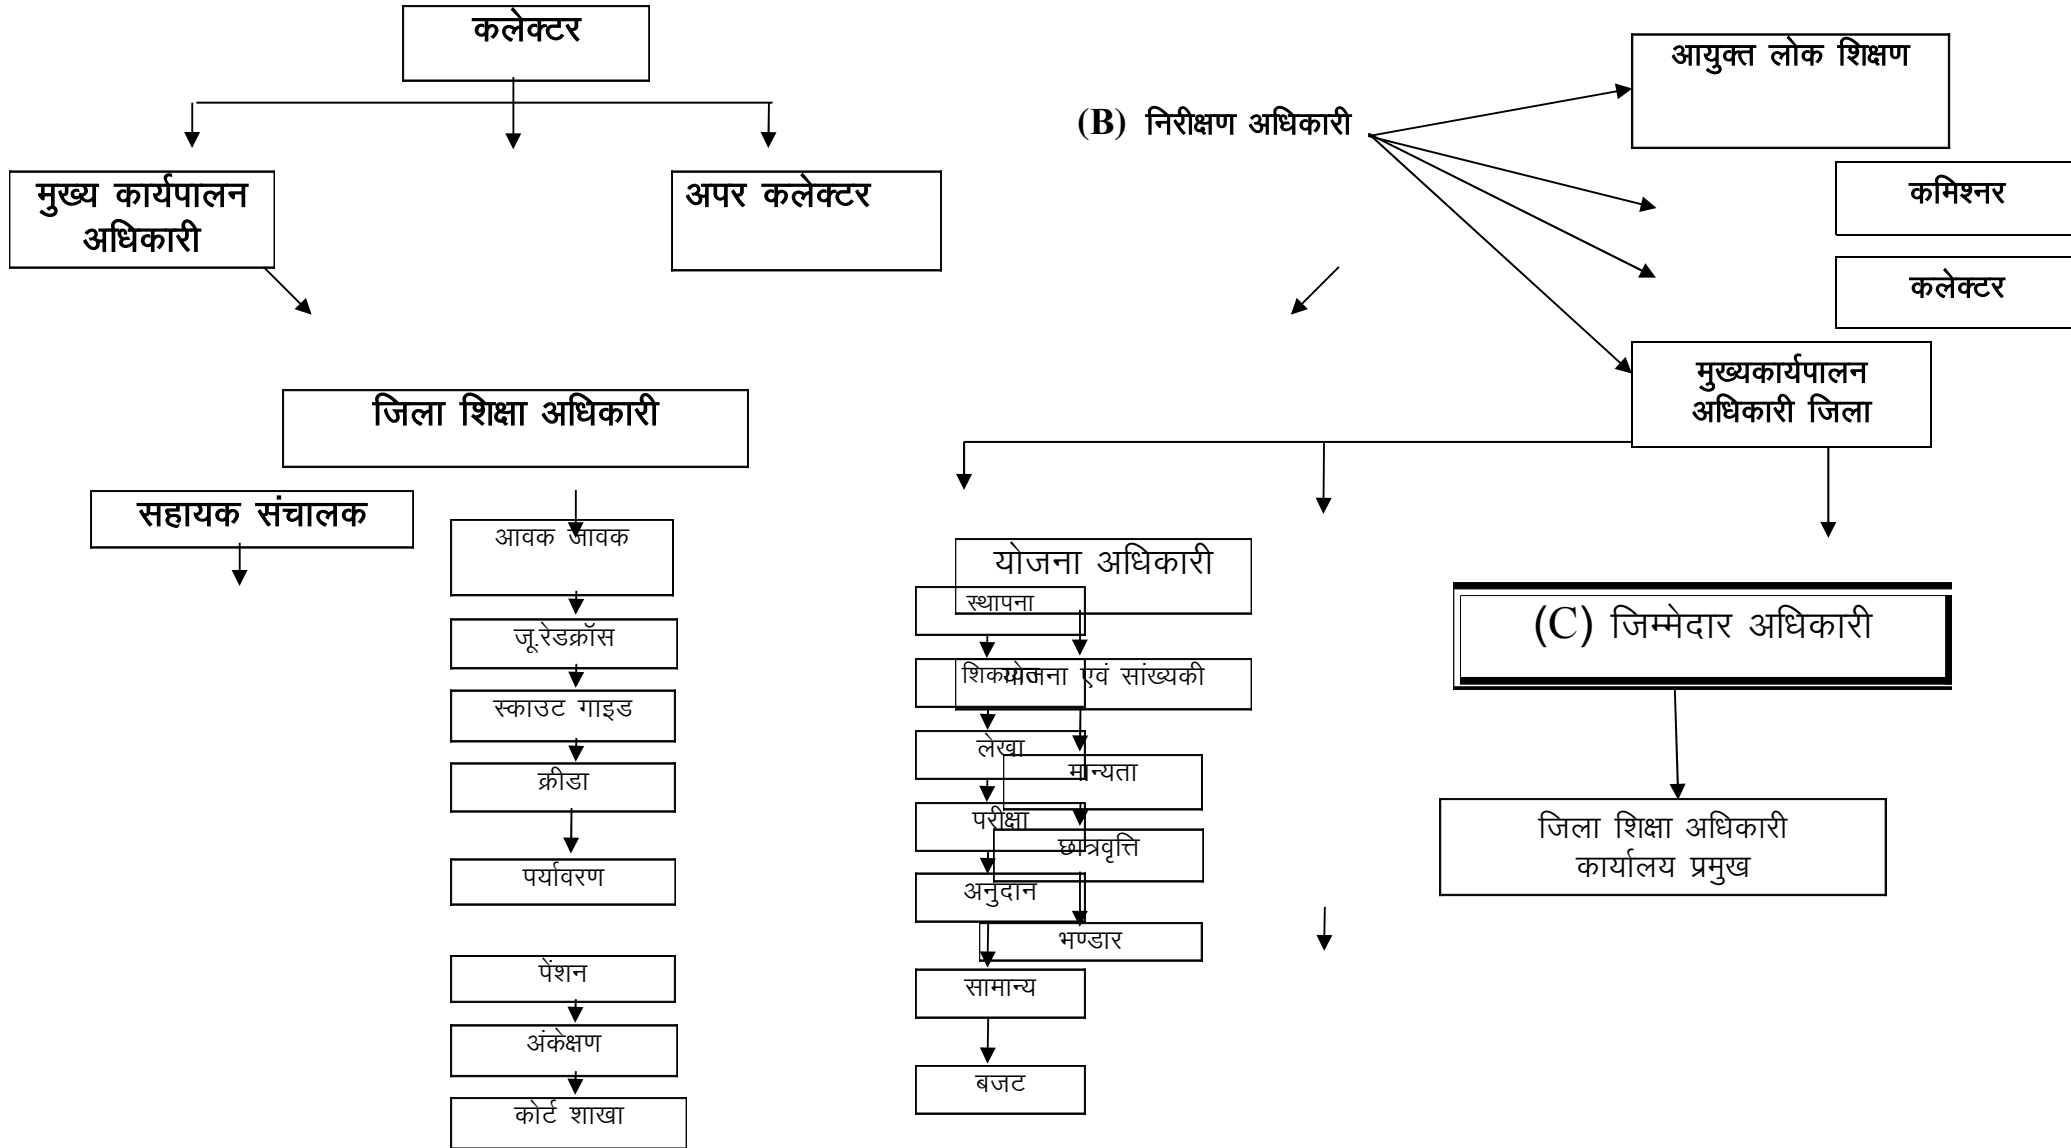 कलेक्टर
मुख्य कार्यपालन
अधिकारी
अपर कलेक्टर
जिला शिक्षा अधिकारी
सहायक संचालक
आवक जावक
जू.रेडक्रॉस
स्काउट गाइड
क्रीडा
पर्यावरण
पेंशन
अंकेक्षण
कोर्ट शाखा
(B) निरीक्षण अधिकारी
आयुक्त लोक शिक्षण
कमिश्नर
कलेक्टर
मुख्यकार्यपालन
अधिकारी जिला
योजना अधिकारी
स्थापना
योजना एवं सांख्यकी
लेखा
मान्यता
परीक्षा
छात्रवृत्ति
अनुदान
भण्डार
सामान्य
बजट
(C) जिम्मेदार अधिकारी
जिला शिक्षा अधिकारी
कार्यालय प्रमुख